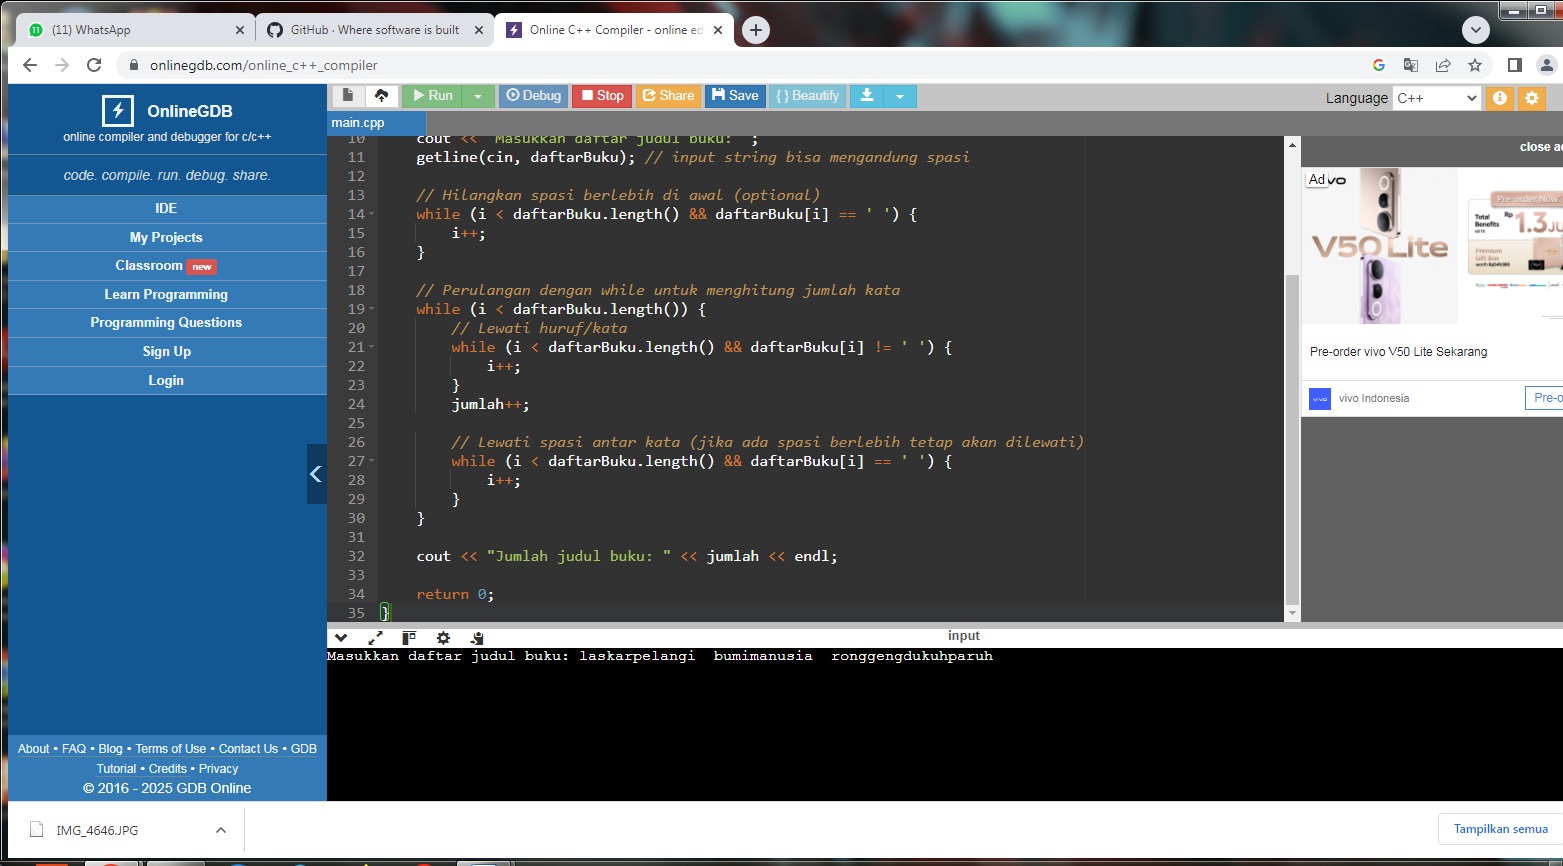 (11) WhatsApp
GitHub · Where software is built
Online C++ Compiler - online ed
onlinegdb.com/online_c++_compiler
OnlineGDB
online compiler and debugger for c/c++
code. compile. run. debug. share.
IDE
My Projects
Classroom new
Learn Programming
Programming Questions
Sign Up
Login
About • FAQ • Blog • Terms of Use • Contact Us • GDB
Tutorial • Credits • Privacy
© 2016 - 2025 GDB Online
Run Debug Stop Share Save { } Beautify
Language C++
main.cpp
10 cout << "Masukkan daftar judul buku: ";
11 getline(cin, daftarBuku); // input string bisa mengandung spasi
12
13 // Hilangkan spasi berlebih di awal (optional)
14 while (i < daftarBuku.length() && daftarBuku[i] == ' ') {
15 i++;
16 }
17
18 // Perulangan dengan while untuk menghitung jumlah kata
19 while (i < daftarBuku.length()) {
20 // Lewati huruf/kata
21 while (i < daftarBuku.length() && daftarBuku[i] != ' ') {
22 i++;
23 }
24 jumlah++;
25
26 // Lewati spasi antar kata (jika ada spasi berlebih tetap akan dilewati)
27 while (i < daftarBuku.length() && daftarBuku[i] == ' ') {
28 i++;
29 }
30 }
31
32 cout << "Jumlah judul buku: " << jumlah << endl;
33
34 return 0;
35 }
input
Masukkan daftar judul buku: laskarpelangi  bumimanusia  ronggengdukuhparuh
close a
Ad vivo
V50 Lite
Pre-order Now
Total
Benefits
up to
Rp 1.3JU
Premium
Gift Box
Pre-order vivo V50 Lite Sekarang
vivo vivo Indonesia
Pre-o
IMG_4646.JPG
Tampilkan semua